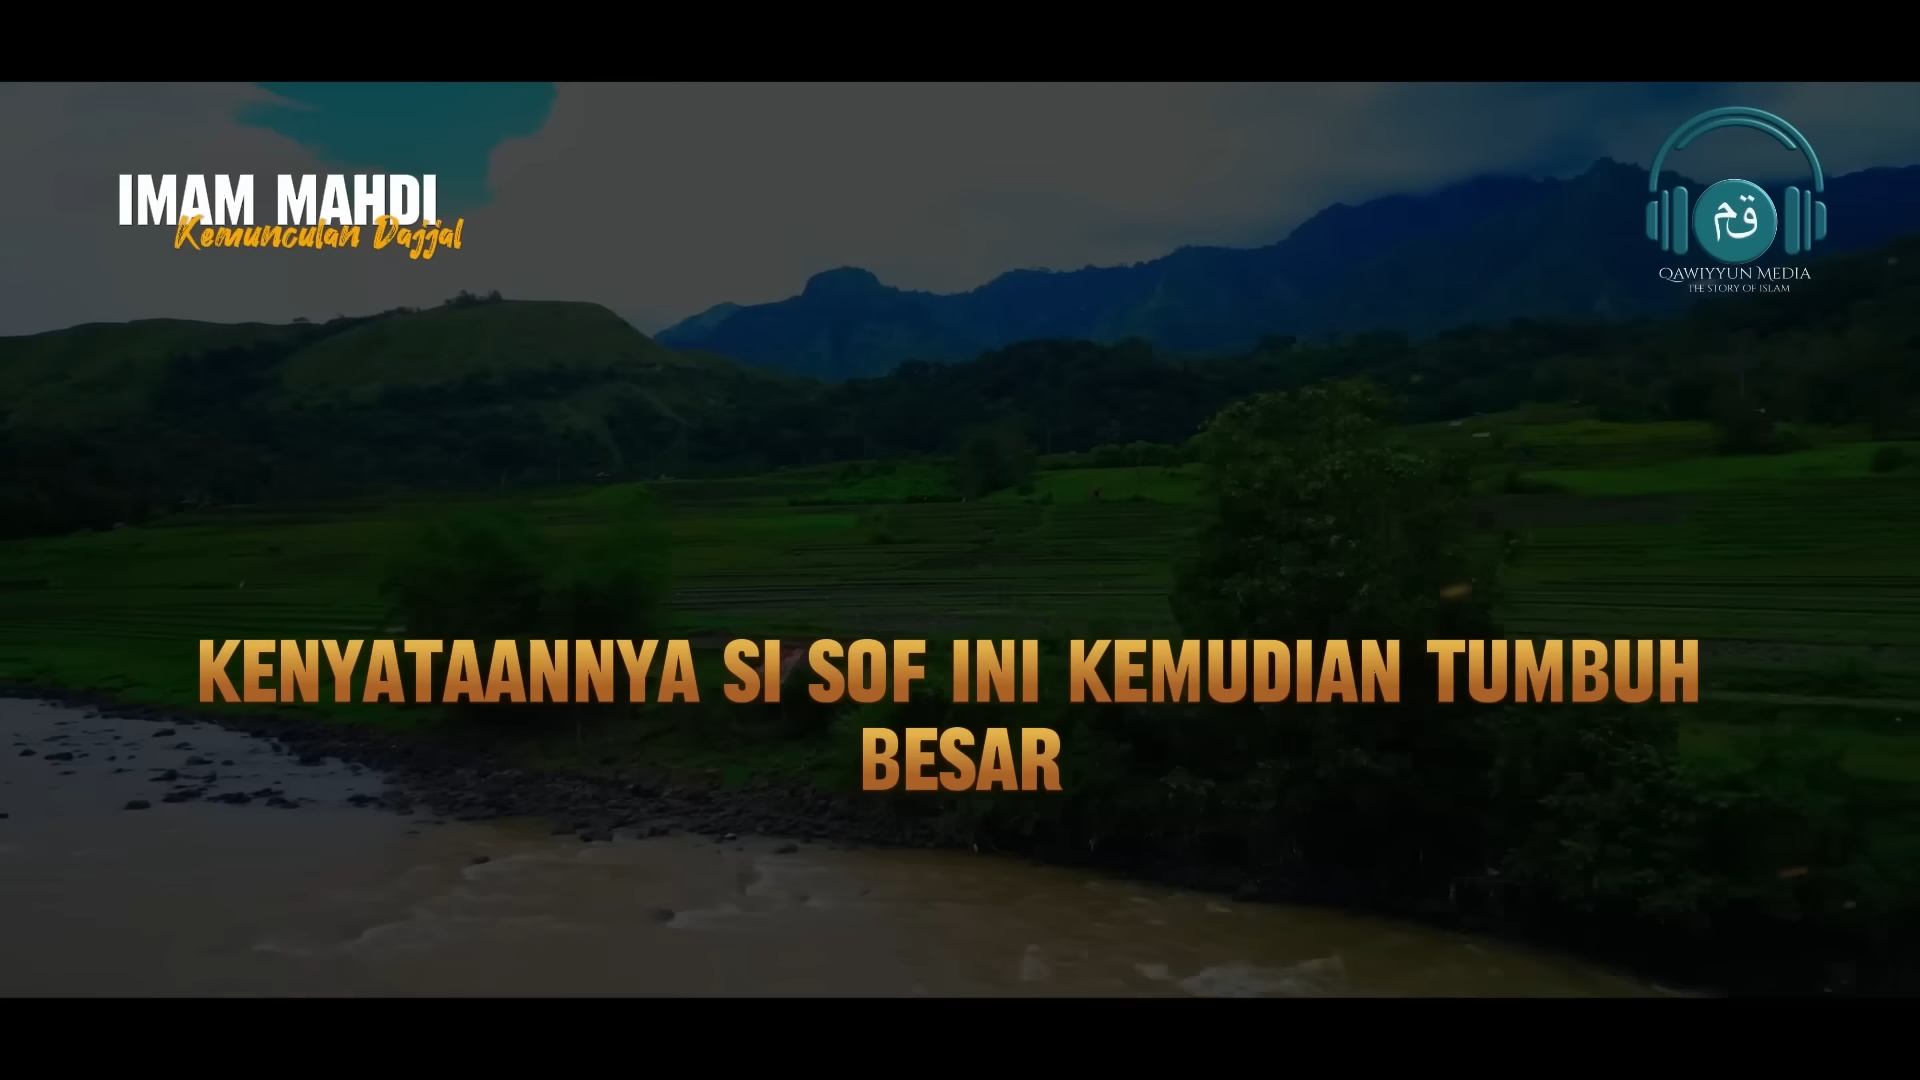 IMAM MAHDI
Kemunculan Dajjal
قم
QAWIYYUN MEDIA
THE STORY OF ISLAM
KENYATAANNYA SI SOF INI KEMUDIAN TUMBUH
BESAR